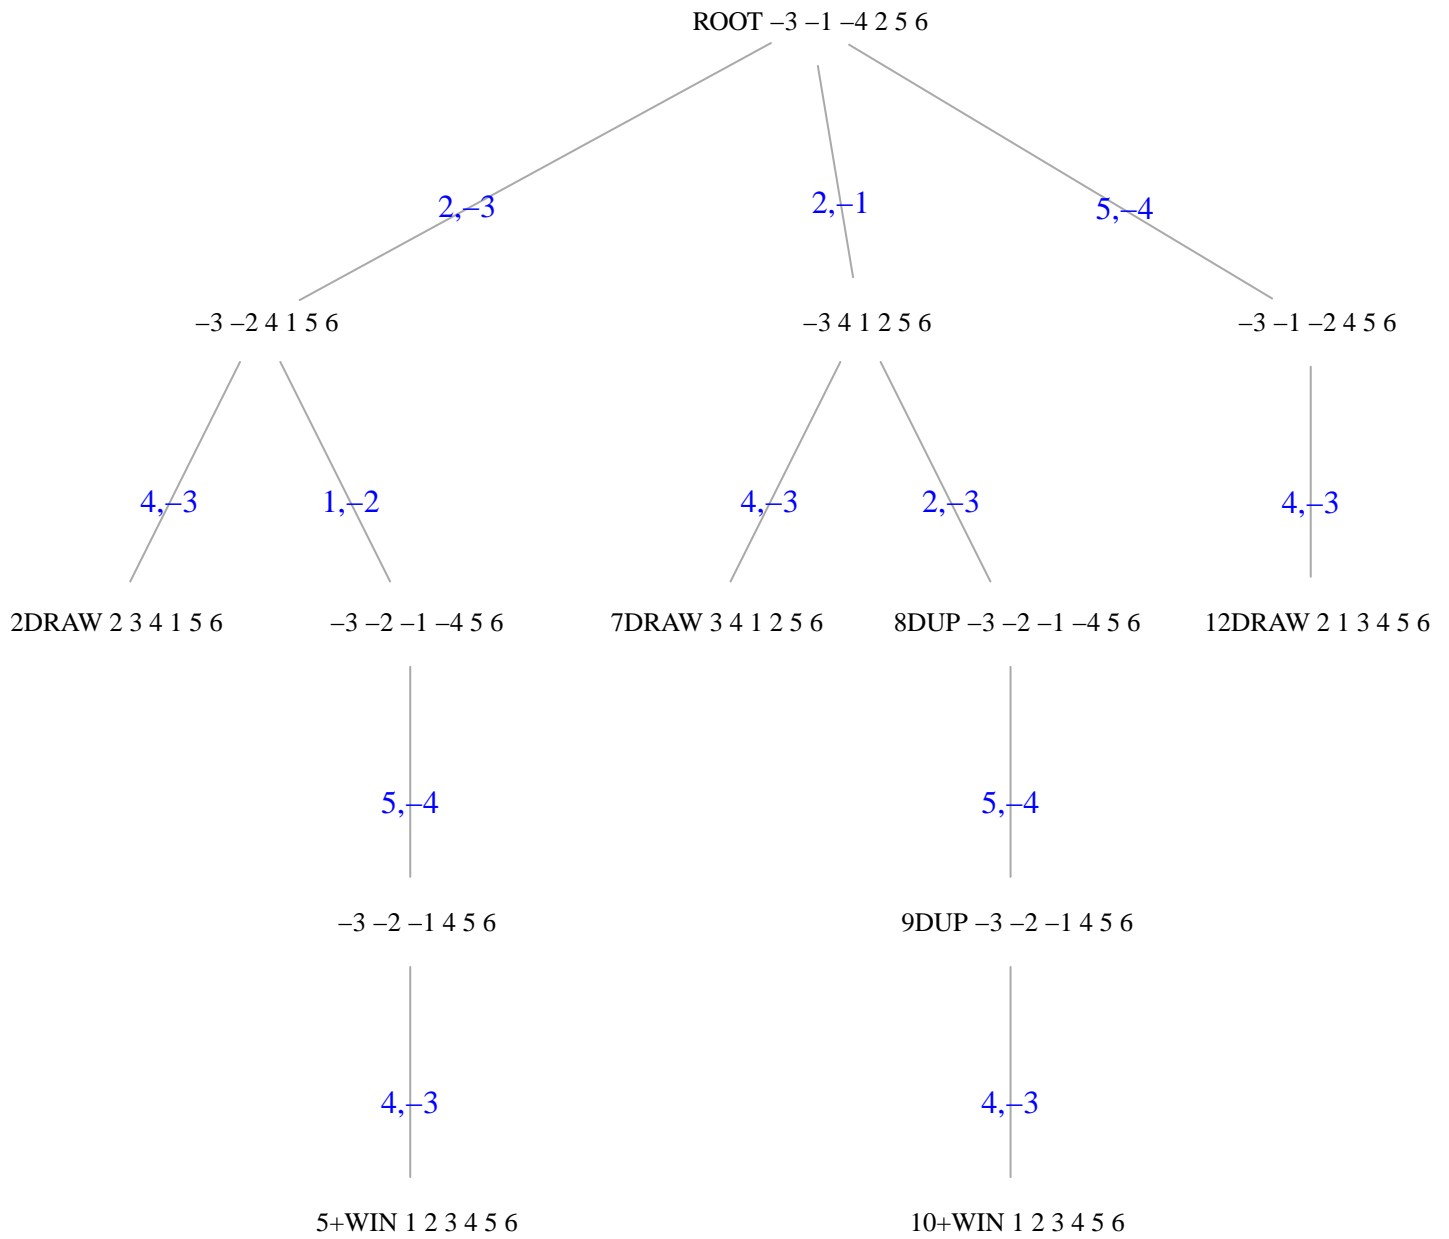 ROOT –3 –1 –4 2 5 6
2,–3
2,–1
5,–4
–3 –2 4 1 5 6
–3 4 1 2 5 6
–3 –1 –2 4 5 6
4,–3
1,–2
4,–3
2,–3
4,–3
2DRAW 2 3 4 1 5 6
–3 –2 –1 –4 5 6
7DRAW 3 4 1 2 5 6
8DUP –3 –2 –1 –4 5 6
12DRAW 2 1 3 4 5 6
5,–4
5,–4
–3 –2 –1 4 5 6
9DUP –3 –2 –1 4 5 6
4,–3
4,–3
5+WIN 1 2 3 4 5 6
10+WIN 1 2 3 4 5 6